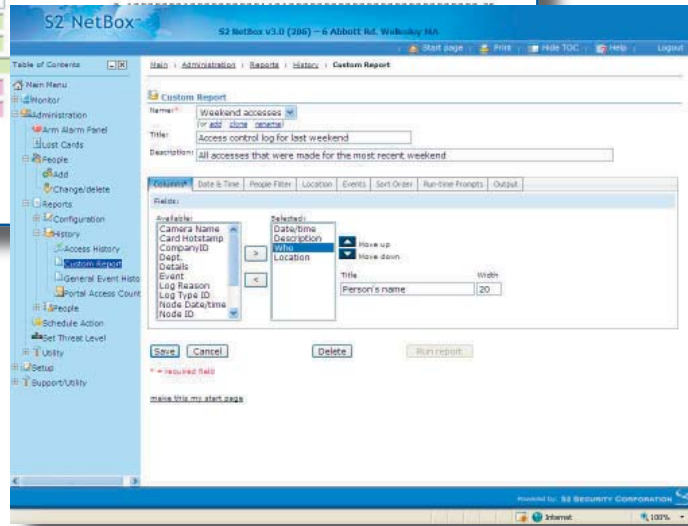 S2 NetBox
S2 NetBox v3.0 (206) – 6 Abbott Rd. Wellesley MA
Start page : Print : Hide TOC : Help : Logout
Table of Contents
Main : Administration : Reports : History : Custom Report
Main Menu
Monitor
Administration
Arm Alarm Panel
Lost Cards
People
Add
Change/delete
Reports
Configuration
History
Access History
Custom Report
General Event Histo
Portal Access Count
People
Schedule Action
Set Threat Level
Utility
Setup
Support/Utility
Custom Report
Name:* Weekend accesses
(or add clone rename)
Title: Access control log for last weekend
Description: All accesses that were made for the most recent weekend
Columns* Date & Time People Filter Location Events Sort Order Run-time Prompts Output
Fields:
Available:
Camera Name
Card Hotstamp
CompanyID
Dept.
Details
Event
Log Reason
Log Type ID
Node Date/time
Node ID
>
<
Selected:
Date/time
Description
Who
Location
Move up
Move down
Title Width
Person's name 20
Save Cancel Delete Run report
* = required field
make this my start page
Powered by: S2 Security Corporation
Internet 100%